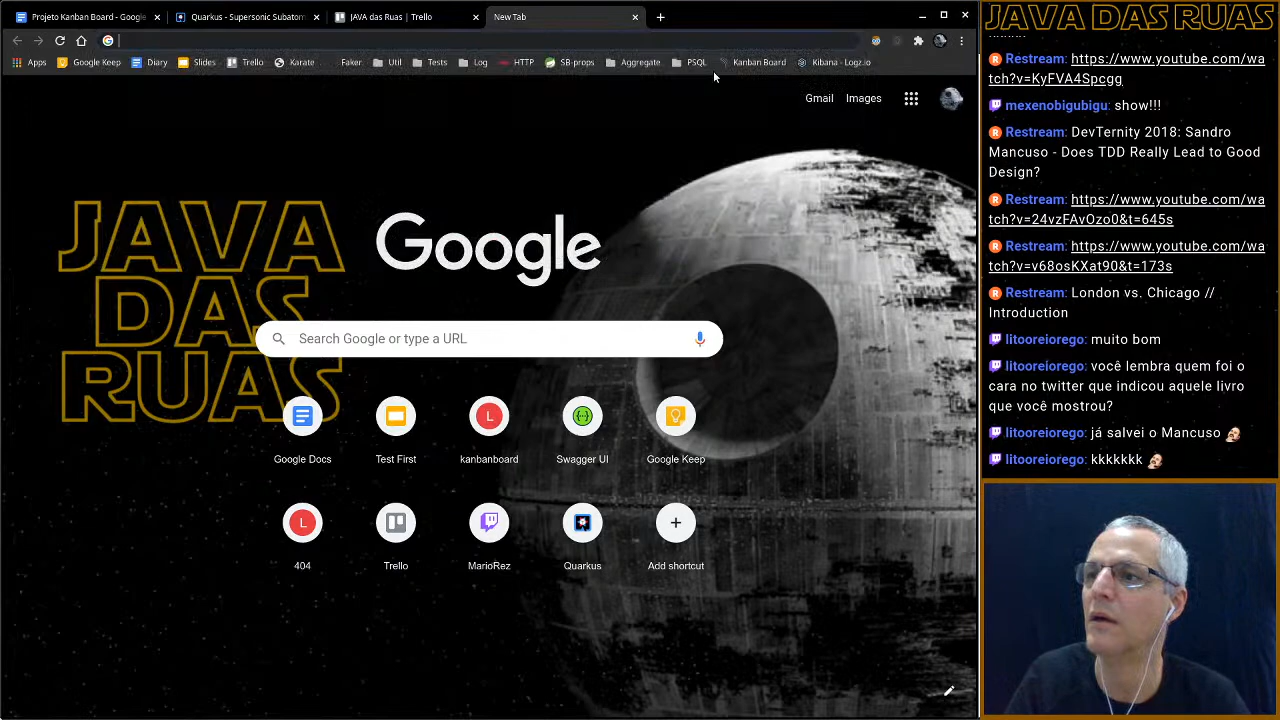 Projeto Kanban Board - Google
Quarkus - Supersonic Subatom
JAVA das Ruas | Trello
New Tab
Apps
Google Keep
Diary
Slides
Trello
Karate
Faker
Util
Tests
Log
HTTP
SB-props
Aggregate
PSQL
Kanban Board
Kibana - Logz.io
Gmail
Images
JAVA
DAS
RUAS
Google
Search Google or type a URL
Google Docs
Test First
L
kanbanboard
Swagger UI
Google Keep
L
404
Trello
MarioRez
Quarkus
Add shortcut
JAVA DAS RUAS
Restream: https://www.youtube.com/wa
tch?v=KyFVA4Spcgg
mexenobigubigu: show!!!
Restream: DevTernity 2018: Sandro
Mancuso - Does TDD Really Lead to Good
Design?
Restream: https://www.youtube.com/wa
tch?v=24vzFAvOzo0&t=645s
Restream: https://www.youtube.com/wa
tch?v=v68osKXat90&t=173s
Restream: London vs. Chicago //
Introduction
litooreiorego: muito bom
litooreiorego: você lembra quem foi o
cara no twitter que indicou aquele livro
que você mostrou?
litooreiorego: já salvei o Mancuso
litooreiorego: kkkkkkk